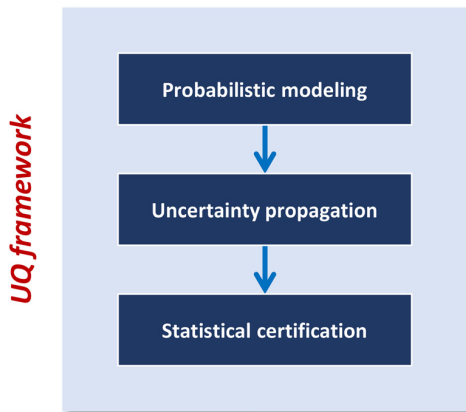 UQ framework
Probabilistic modeling
Uncertainty propagation
Statistical certification